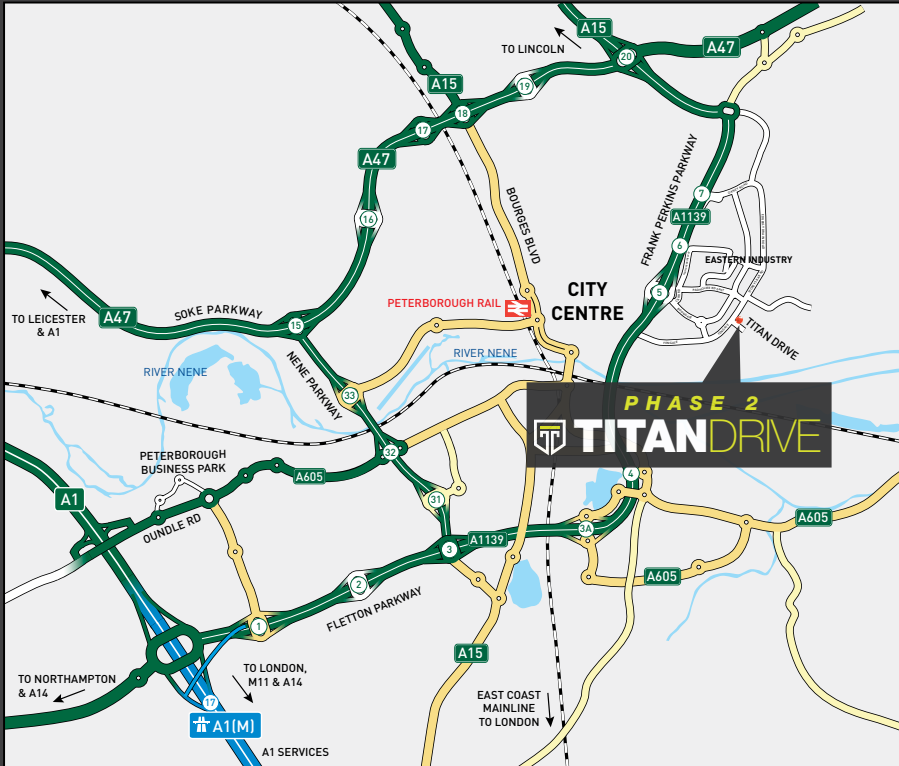 A15
TO LINCOLN
A47
20
A15
19
18
17
A47
16
BOURGES BLVD
FRANK PERKINS PARKWAY
7
A1139
6
EASTERN INDUSTRY
5
CITY
CENTRE
PETERBOROUGH RAIL
TITAN DRIVE
TO LEICESTER
& A1
A47
SOKE PARKWAY
15
NENE PARKWAY
RIVER NENE
RIVER NENE
33
PHASE 2
TITANDRIVE
PETERBOROUGH
BUSINESS PARK
32
A605
4
A1
31
OUNDLE RD
A605
3A
A1139
3
A605
2
FLETTON PARKWAY
1
A15
TO NORTHAMPTON
& A14
TO LONDON,
M11 & A14
17
A1(M)
EAST COAST
MAINLINE
TO LONDON
A1 SERVICES